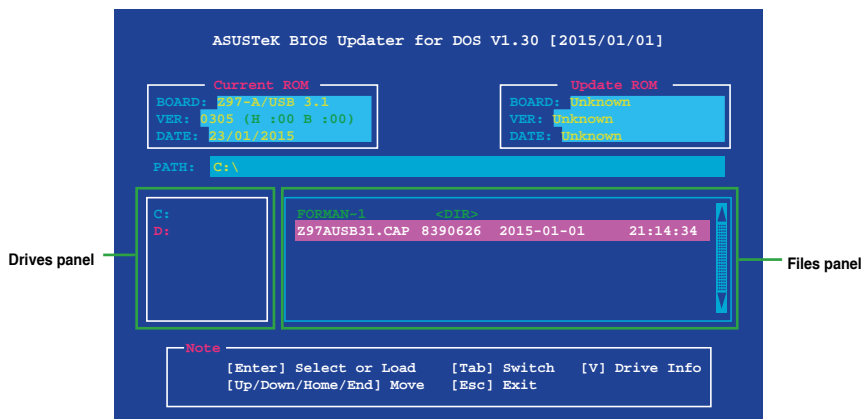 ASUSTeK BIOS Updater for DOS V1.30 [2015/01/01]
Current ROM
BOARD: Z97-A/USB 3.1
VER: 0305 (H :00 B :00)
DATE: 23/01/2015
Update ROM
BOARD: Unknown
VER: Unknown
DATE: Unknown
PATH: C:\
Drives panel
C:
D:
FORMAN~1 <DIR>
Z97AUSB31.CAP 8390626 2015-01-01 21:14:34
Files panel
Note
[Enter] Select or Load [Tab] Switch [V] Drive Info
[Up/Down/Home/End] Move [Esc] Exit